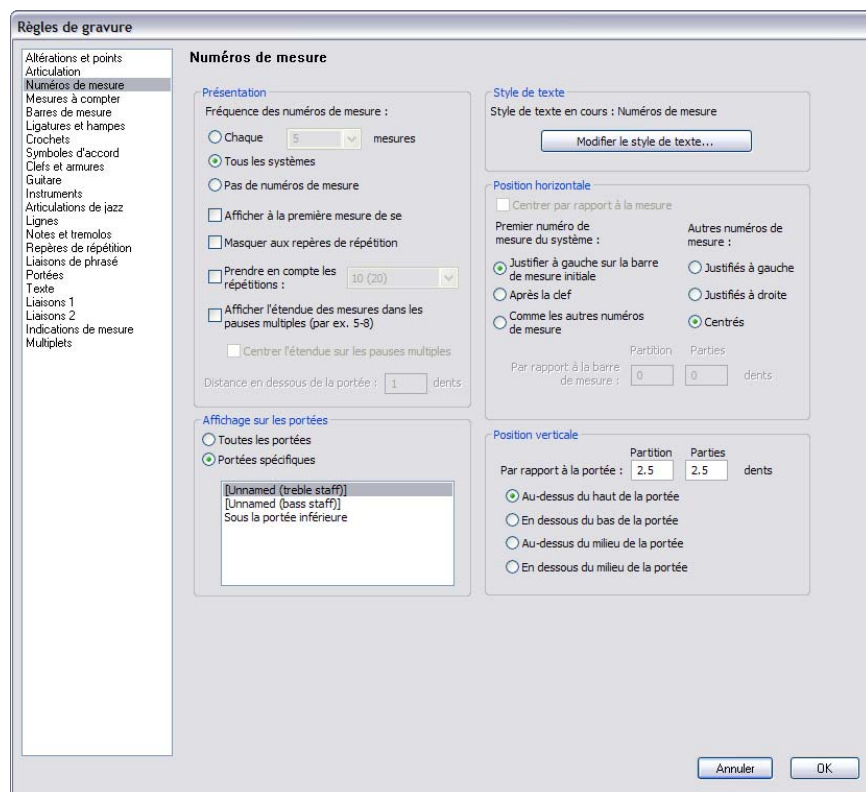 Règles de gravure
Altérations et points
Articulation
Numéros de mesure
Mesures à compter
Barres de mesure
Ligatures et hampes
Crochets
Symboles d'accord
Clefs et armures
Guitare
Instruments
Articulations de jazz
Lignes
Notes et tremolos
Repères de répétition
Liaisons de phrasé
Portées
Texte
Liaisons 1
Liaisons 2
Indications de mesure
Multiplets
Numéros de mesure
Présentation
Fréquence des numéros de mesure :
Chaque 5 mesures
Tous les systèmes
Pas de numéros de mesure
Afficher à la première mesure de se
Masquer aux repères de répétition
Prendre en compte les
répétitions : 10 (20)
Afficher l'étendue des mesures dans les
pauses multiples (par ex. 5-8)
Centrer l'étendue sur les pauses multiples
Distance en dessous de la portée : 1 dents
Affichage sur les portées
Toutes les portées
Portées spécifiques
[Unnamed (treble staff)]
[Unnamed (bass staff)]
Sous la portée inférieure
Style de texte
Style de texte en cours : Numéros de mesure
Modifier le style de texte...
Position horizontale
Centrer par rapport à la mesure
Premier numéro de
mesure du système :
Justifier à gauche sur la barre
de mesure initiale
Après la clef
Comme les autres numéros
de mesure
Autres numéros de
mesure :
Justifiés à gauche
Justifiés à droite
Centrés
Partition Parties
Par rapport à la barre
de mesure : 0 0 dents
Position verticale
Partition Parties
Par rapport à la portée : 2.5 2.5 dents
Au-dessus du haut de la portée
En dessous du bas de la portée
Au-dessus du milieu de la portée
En dessous du milieu de la portée
Annuler OK